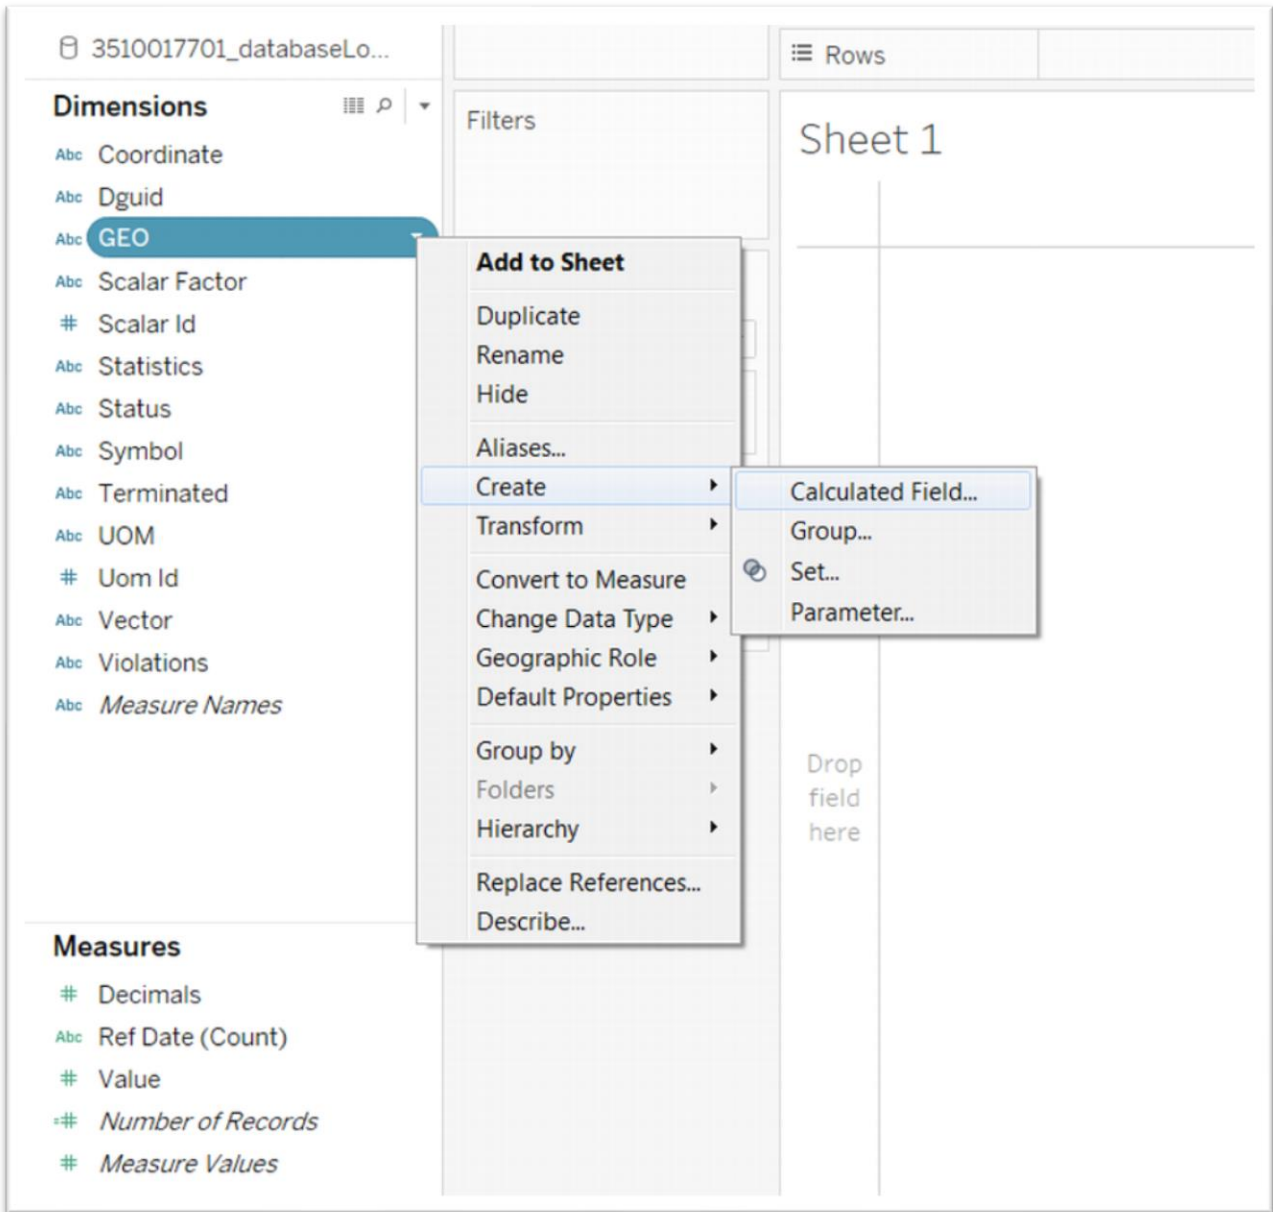 3510017701_databaseLo...
Dimensions
Abc Coordinate
Abc Dguid
Abc GEO
Abc Scalar Factor
# Scalar Id
Abc Statistics
Abc Status
Abc Symbol
Abc Terminated
Abc UOM
# Uom Id
Abc Vector
Abc Violations
Abc Measure Names
Measures
# Decimals
Abc Ref Date (Count)
# Value
=# Number of Records
# Measure Values
Filters
Add to Sheet
Duplicate
Rename
Hide
Aliases...
Create
Transform
Convert to Measure
Change Data Type
Geographic Role
Default Properties
Group by
Folders
Hierarchy
Replace References...
Describe...
Calculated Field...
Group...
Set...
Parameter...
Rows
Sheet 1
Drop
field
here